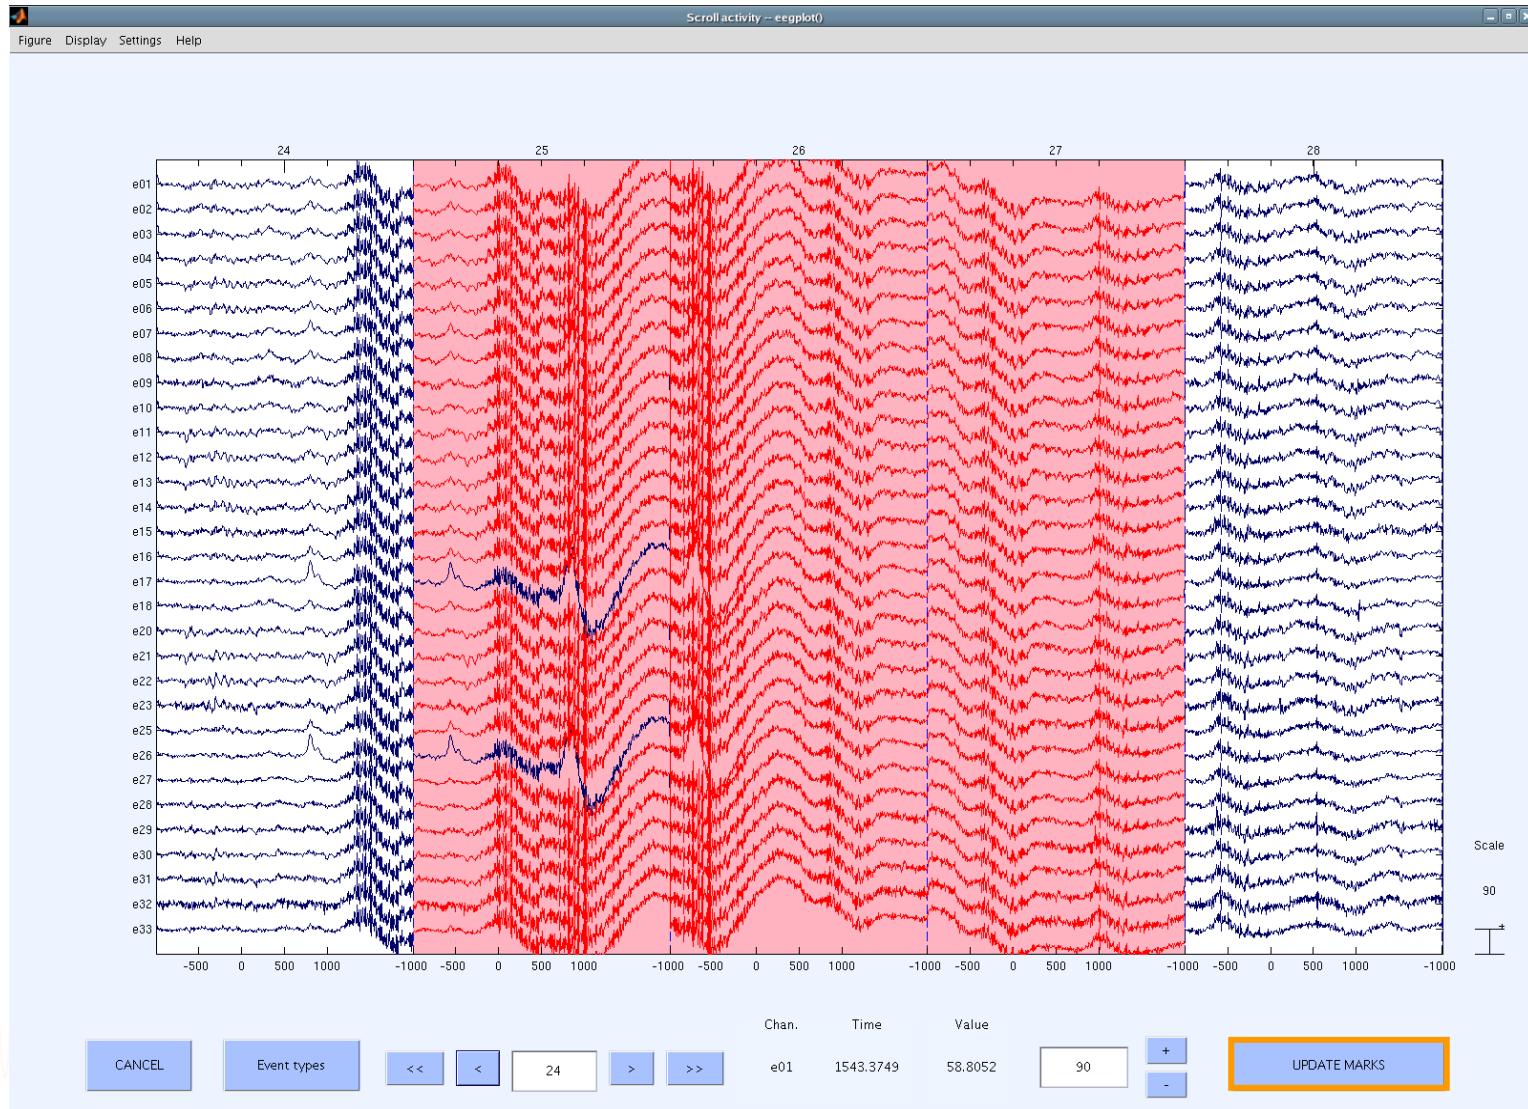 Scroll activity -- eegplot()
Figure Display Settings Help
24 25 26 27 28
e01
e02
e03
e04
e05
e06
e07
e08
e09
e10
e11
e12
e13
e14
e15
e16
e17
e18
e20
e21
e22
e23
e25
e26
e27
e28
e29
e30
e31
e32
e33
Scale
90
+
-500 0 500 1000 -1000 -500 0 500 1000 -1000 -500 0 500 1000 -1000 -500 0 500 1000 -1000 -500 0 500 1000 -1000
Chan. Time Value
CANCEL Event types << < 24 > >> e01 1543.3749 58.8052 90 + - UPDATE MARKS